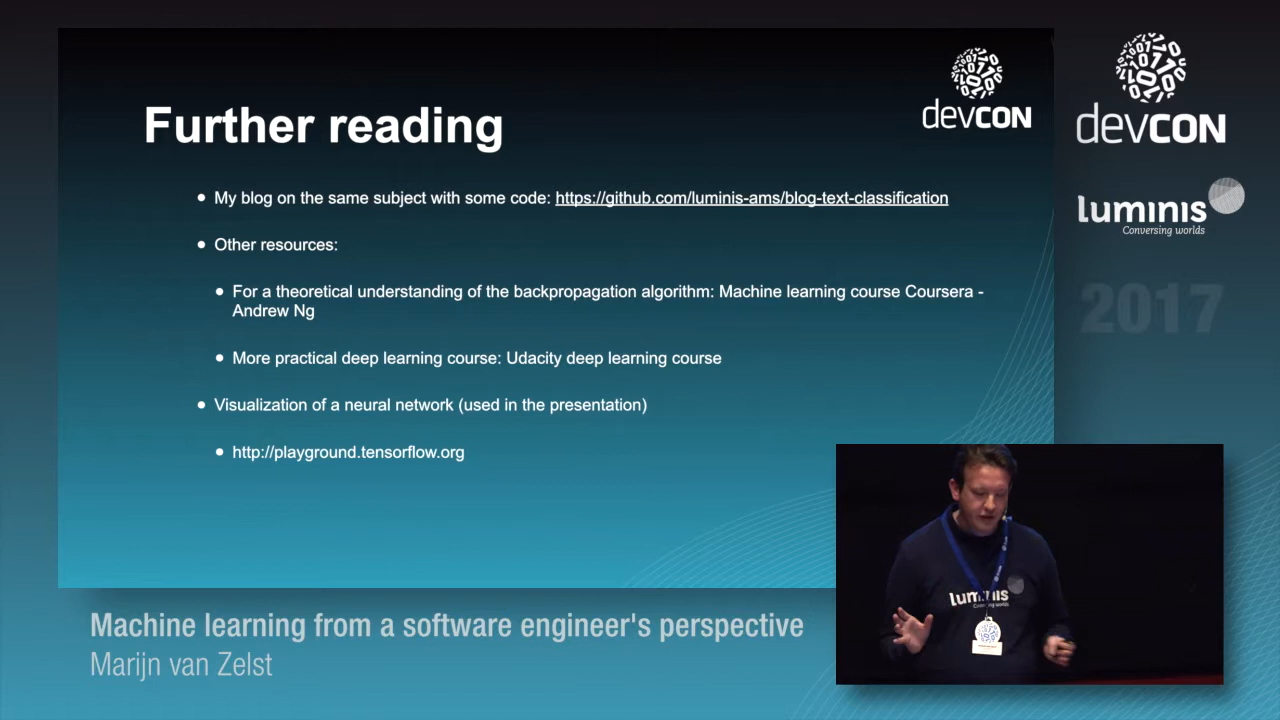 Further reading
devcon
My blog on the same subject with some code: https://github.com/luminis-ams/blog-text-classification
Other resources:
For a theoretical understanding of the backpropagation algorithm: Machine learning course Coursera -
Andrew Ng
More practical deep learning course: Udacity deep learning course
Visualization of a neural network (used in the presentation)
http://playground.tensorflow.org
devcon
luminis
Conversing worlds
2017
luminis
Machine learning from a software engineer's perspective
Marijn van Zelst